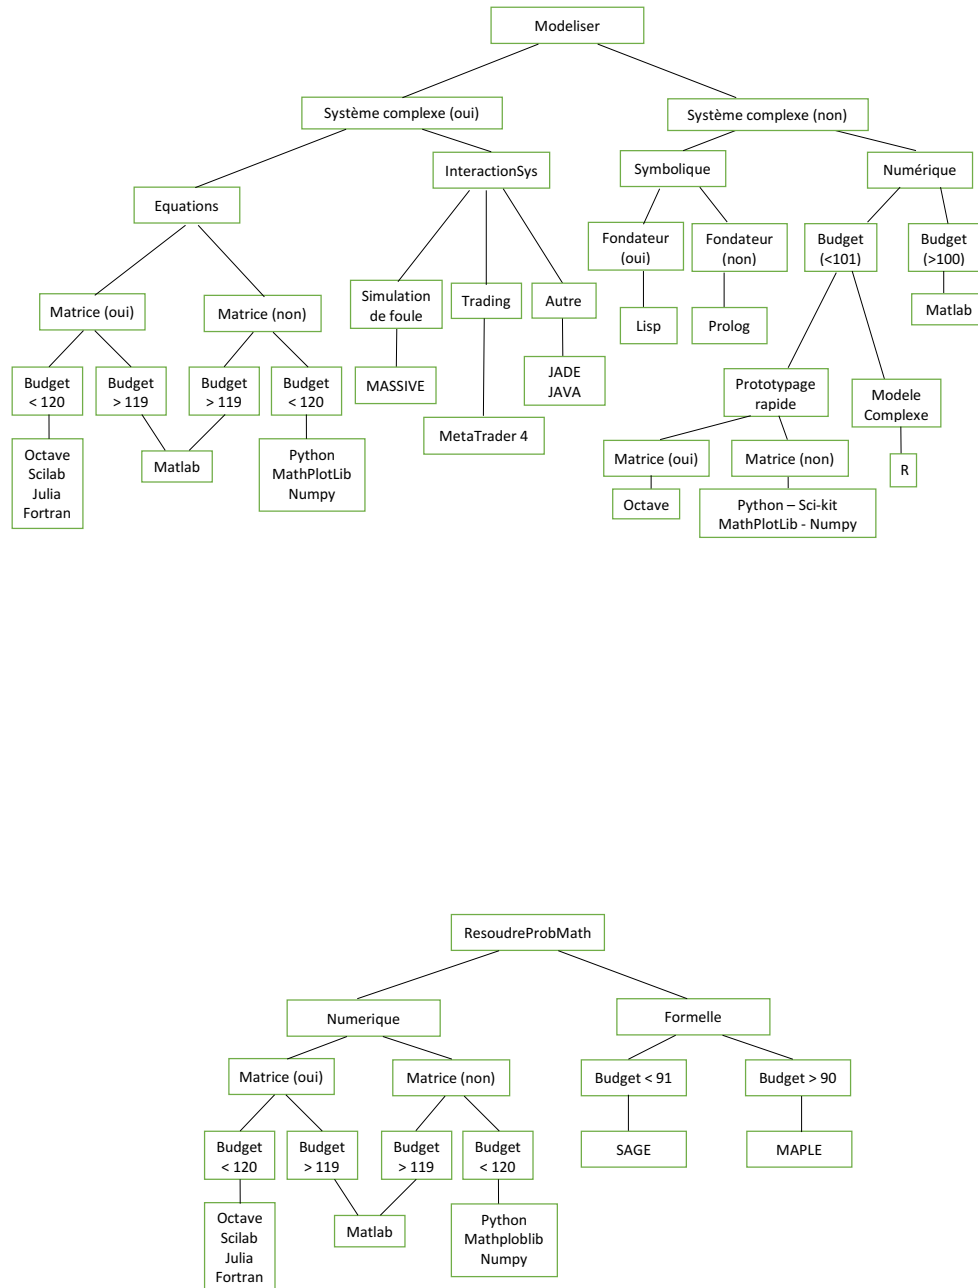 Modeliser
Système complexe (oui)
Système complexe (non)
InteractionSys
Symbolique
Numérique
Equations
Fondateur
(oui)
Fondateur
(non)
Budget
(<101)
Budget
(>100)
Simulation
de foule
Trading
Autre
Matrice (oui)
Matrice (non)
Lisp
Prolog
Matlab
Budget
< 120
Budget
> 119
Budget
> 119
Budget
< 120
MASSIVE
JADE
JAVA
Prototypage
rapide
Modele
Complexe
MetaTrader 4
Octave
Scilab
Julia
Fortran
Matlab
Python
MathPlotLib
Numpy
Matrice (oui)
Matrice (non)
R
Octave
Python – Sci-kit
MathPlotLib - Numpy
ResoudreProbMath
Numerique
Formelle
Matrice (oui)
Matrice (non)
Budget < 91
Budget > 90
Budget
< 120
Budget
> 119
Budget
> 119
Budget
< 120
SAGE
MAPLE
Octave
Scilab
Julia
Fortran
Matlab
Python
Mathploblib
Numpy